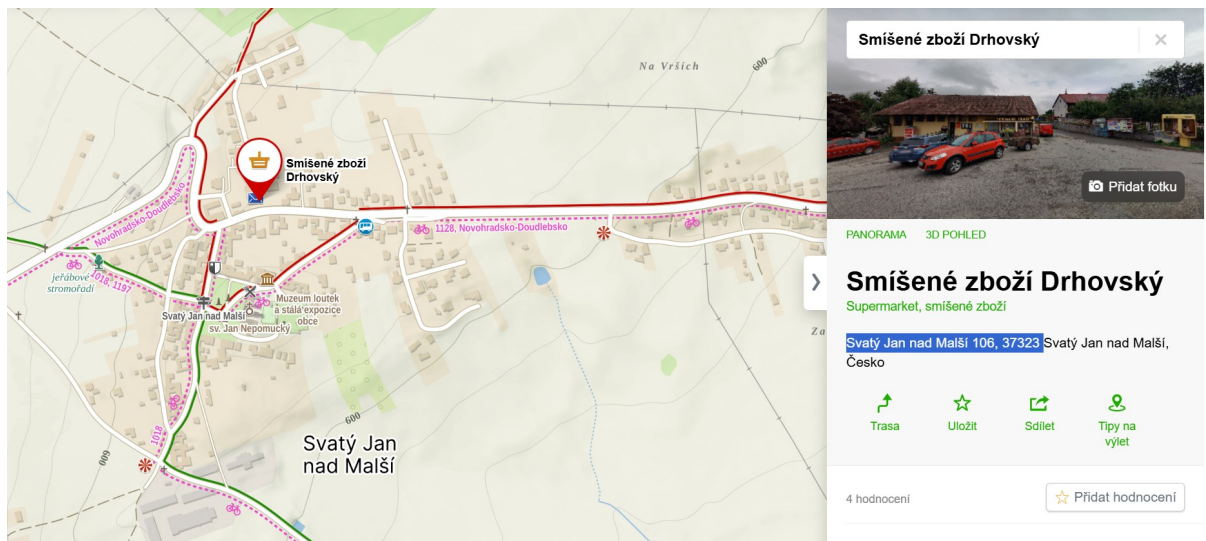 Na Vrších
600
Smíšené zboží
Drhovský
Novohradsko-Doudlebsko
1128, Novohradsko-Doudlebsko
jeřábové
stromořadí
1018, 1197
Muzeum loutek
a stálá expozice
obce
Svatý Jan nad Malší
sv. Jan Nepomucký
Za
600
1018
600
Svatý Jan
nad Malší
Smíšené zboží Drhovský
Přidat fotku
PANORAMA 3D POHLED
Smíšené zboží Drhovský
Supermarket, smíšené zboží
Svatý Jan nad Malší 106, 37323 Svatý Jan nad Malší,
Česko
Trasa Uložit Sdílet Tipy na
výlet
4 hodnocení
Přidat hodnocení